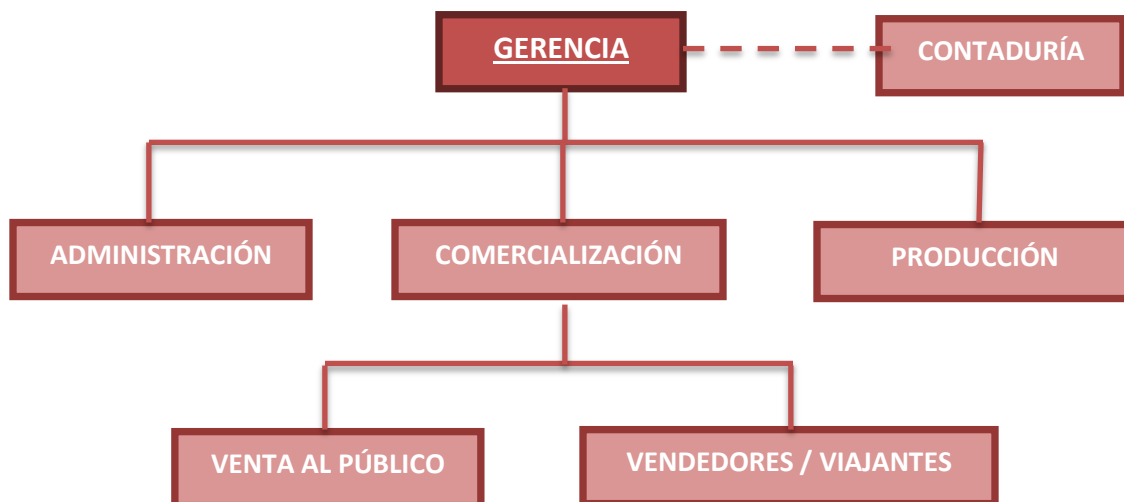 GERENCIA
CONTADURÍA
ADMINISTRACIÓN
COMERCIALIZACIÓN
PRODUCCIÓN
VENTA AL PÚBLICO
VENDEDORES / VIAJANTES